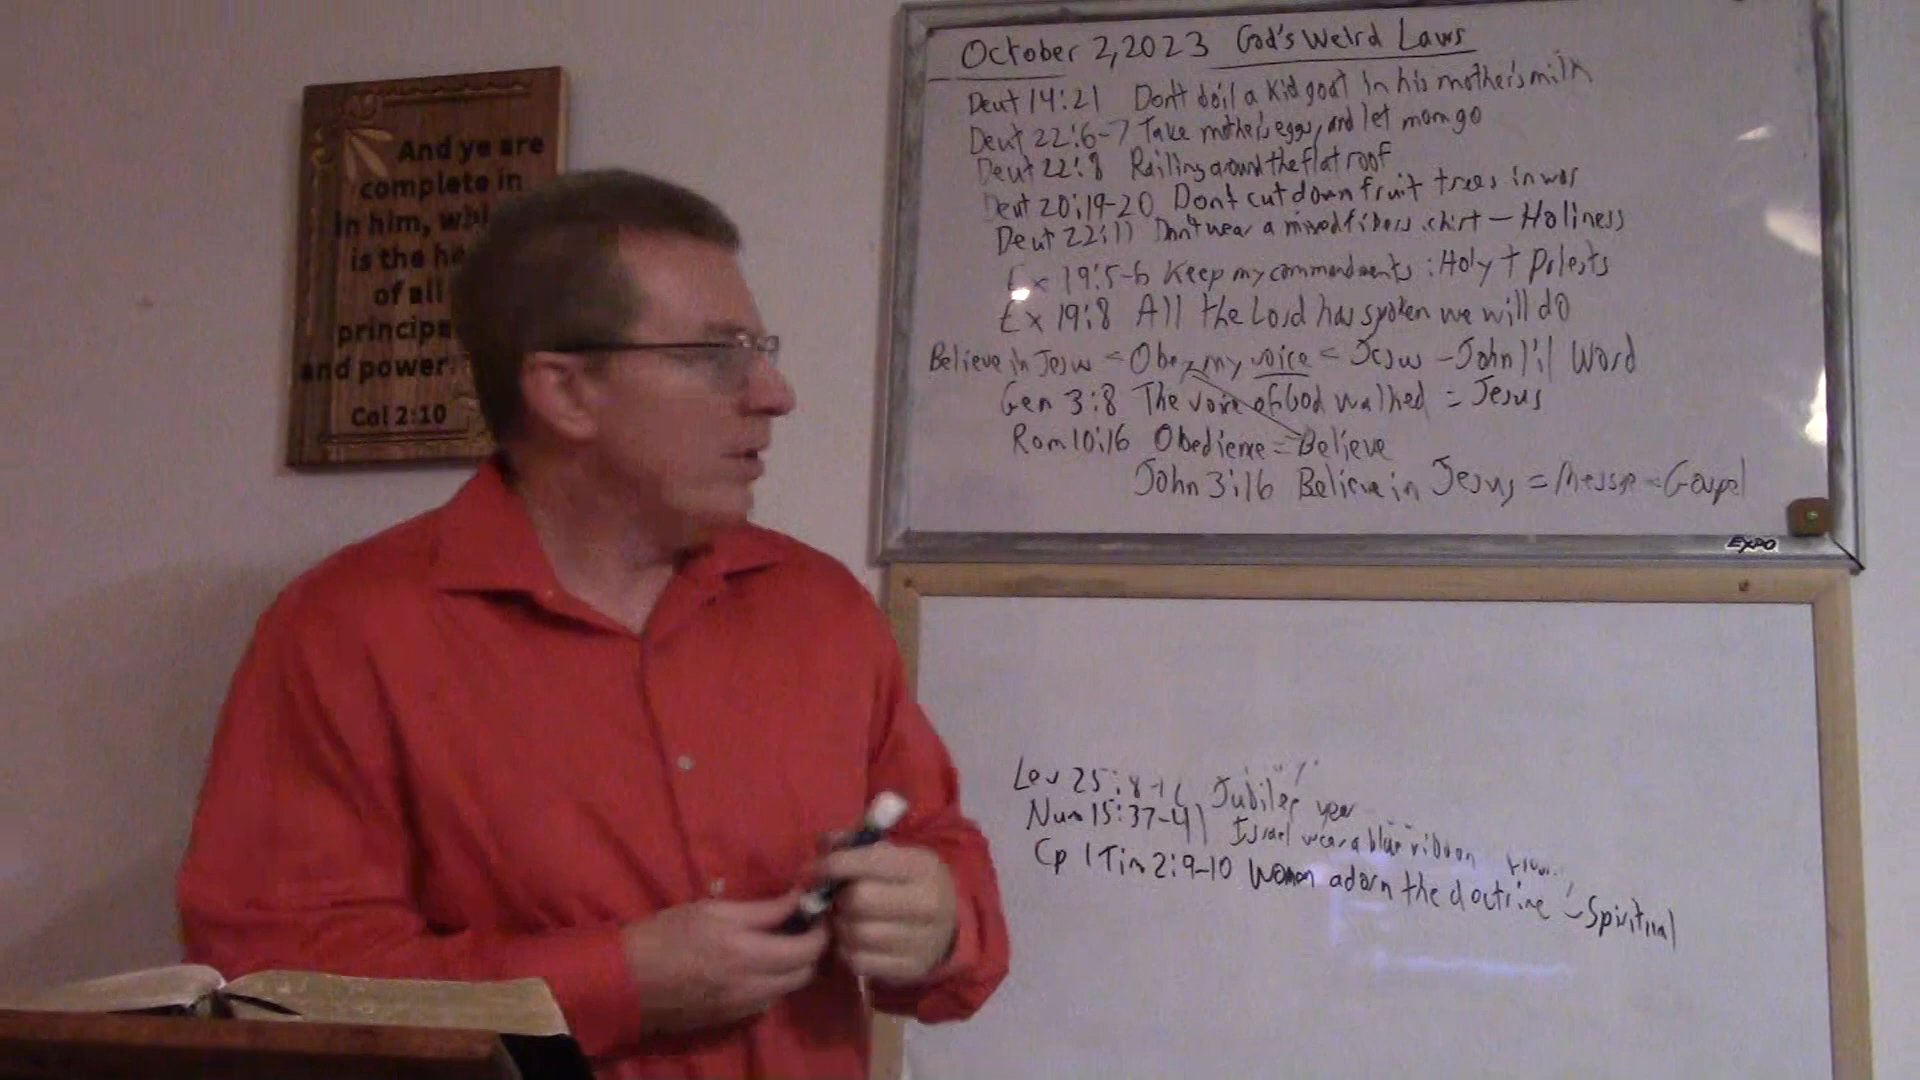 And ye are
complete in
in him, whi
is the he
of all
principa
and power.
Col 2:10
October 2, 2023 God's Weird Laws
Deut 14:21 Don't boil a kid goat in his mother's milk
Deut 22:6-7 Take mother's eggs, and let mom go
Deut 22:8 Railing around the flat roof
Deut 20:19-20 Dont cut down fruit trees in war
Deut 22:11 Don't wear a mixed fibers shirt - Holiness
Ex 19:5-6 Keep my commandments: Holy + Priests
Ex 19:8 All the Lord has spoken we will do
Believe in Jesus = Obey my voice = Jesus - John 1:1 Word
Gen 3:8 The voice of God walked = Jesus
Rom 10:16 Obedience = Believe
John 3:16 Believe in Jesus = = Gospel
EXPO
Lev 25:8 Jubilee year
Num 15:37-41 Israel wear a blue ribbon
Cp 1 Tim 2:9-10 Women adorn the doctrine - Spiritual